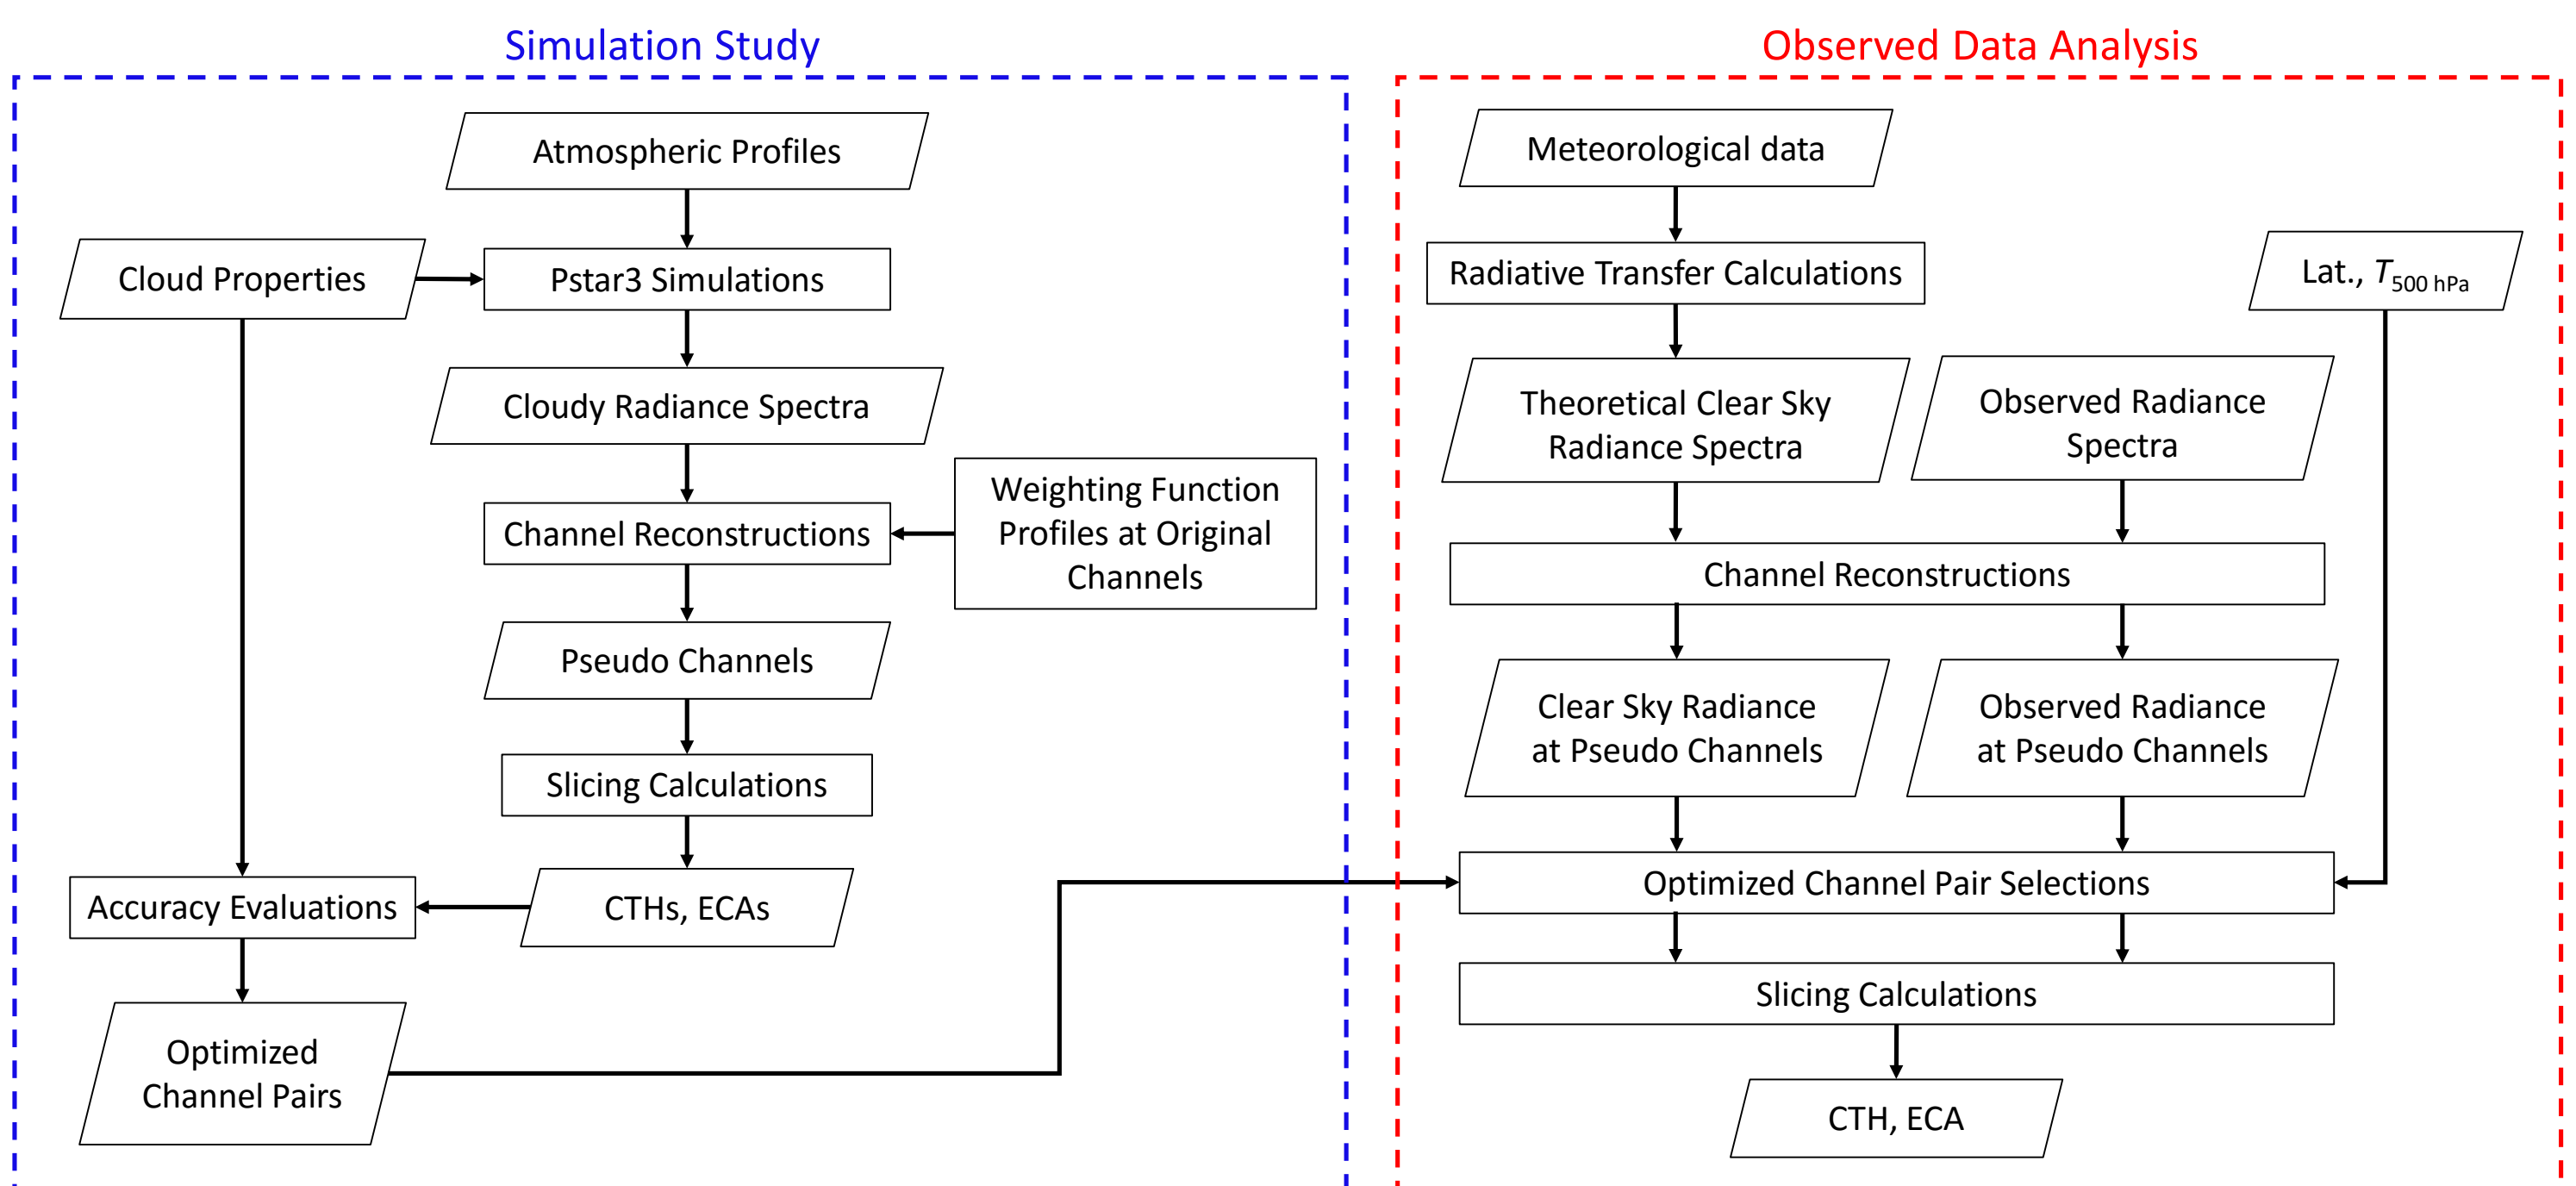 Simulation Study
Atmospheric Profiles
Cloud Properties
Pstar3 Simulations
Cloudy Radiance Spectra
Weighting Function
Profiles at Original
Channels
Channel Reconstructions
Pseudo Channels
Slicing Calculations
CTHs, ECAs
Accuracy Evaluations
Optimized
Channel Pairs
Observed Data Analysis
Meteorological data
Radiative Transfer Calculations
Lat., T500 hPa
Theoretical Clear Sky
Radiance Spectra
Observed Radiance
Spectra
Channel Reconstructions
Clear Sky Radiance
at Pseudo Channels
Observed Radiance
at Pseudo Channels
Optimized Channel Pair Selections
Slicing Calculations
CTH, ECA